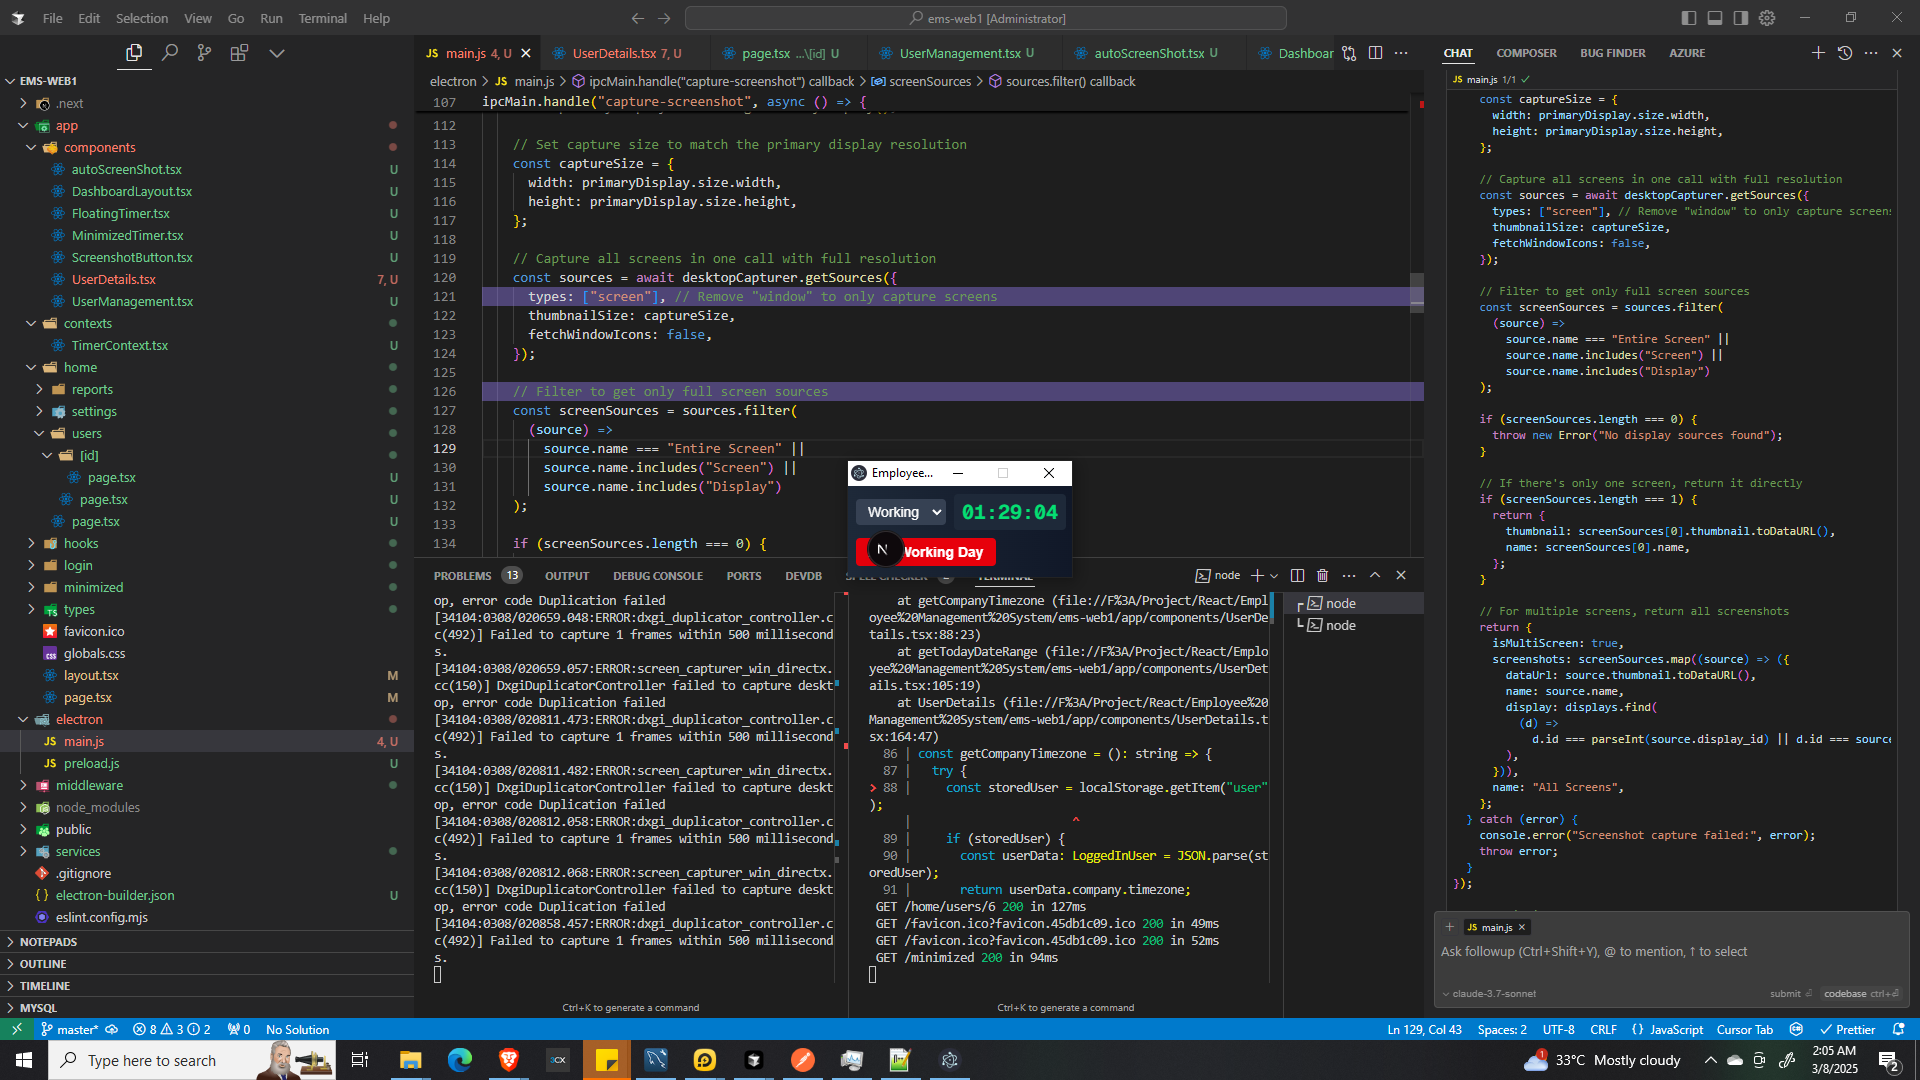 File Edit Selection View Go Run Terminal Help
ems-web1 [Administrator]
EMS-WEB1
.next
app
components
autoScreenShot.tsx U
DashboardLayout.tsx U
FloatingTimer.tsx U
MinimizedTimer.tsx U
ScreenshotButton.tsx U
UserDetails.tsx 7, U
UserManagement.tsx U
contexts
TimerContext.tsx U
home
reports
settings
users
[id]
page.tsx U
page.tsx U
page.tsx U
hooks
login
minimized
types
favicon.ico
globals.css
layout.tsx M
page.tsx M
electron
main.js 4, U
preload.js U
middleware
node_modules
public
services
.gitignore
electron-builder.json U
eslint.config.mjs
NOTEPADS
OUTLINE
TIMELINE
MYSQL
main.js 4, U
UserDetails.tsx 7, U
page.tsx ...\[id] U
UserManagement.tsx U
autoScreenShot.tsx U
Dashboar
electron > JS main.js > ipcMain.handle("capture-screenshot") callback > screenSources > sources.filter() callback
107 ipcMain.handle("capture-screenshot", async () => {
112
113 // Set capture size to match the primary display resolution
114 const captureSize = {
115 width: primaryDisplay.size.width,
116 height: primaryDisplay.size.height,
117 };
118
119 // Capture all screens in one call with full resolution
120 const sources = await desktopCapturer.getSources({
121 types: ["screen"], // Remove "window" to only capture screens
122 thumbnailSize: captureSize,
123 fetchWindowIcons: false,
124 });
125
126 // Filter to get only full screen sources
127 const screenSources = sources.filter(
128 (source) =>
129 source.name === "Entire Screen" ||
130 source.name.includes("Screen") ||
131 source.name.includes("Display")
132 );
133
134 if (screenSources.length === 0) {
Employee...
Working
01:29:04
N
Working Day
PROBLEMS 13 OUTPUT DEBUG CONSOLE PORTS DEVDB
node
op, error code Duplication failed
[34104:0308/020659.048:ERROR:dxgi_duplicator_controller.c
c(492)] Failed to capture 1 frames within 500 millisecond
s.
[34104:0308/020659.057:ERROR:screen_capturer_win_directx.
cc(150)] DxgiDuplicatorController failed to capture deskt
op, error code Duplication failed
[34104:0308/020811.473:ERROR:dxgi_duplicator_controller.c
c(492)] Failed to capture 1 frames within 500 millisecond
s.
[34104:0308/020811.482:ERROR:screen_capturer_win_directx.
cc(150)] DxgiDuplicatorController failed to capture deskt
op, error code Duplication failed
[34104:0308/020812.058:ERROR:dxgi_duplicator_controller.c
c(492)] Failed to capture 1 frames within 500 millisecond
s.
[34104:0308/020812.068:ERROR:screen_capturer_win_directx.
cc(150)] DxgiDuplicatorController failed to capture deskt
op, error code Duplication failed
[34104:0308/020858.457:ERROR:dxgi_duplicator_controller.c
c(492)] Failed to capture 1 frames within 500 millisecond
s.
Ctrl+K to generate a command
at getCompanyTimezone (file://F%3A/Project/React/Empl
oyee%20Management%20System/ems-web1/app/components/UserDe
tails.tsx:88:23)
at getTodayDateRange (file://F%3A/Project/React/Emplo
yee%20Management%20System/ems-web1/app/components/UserDet
ails.tsx:105:19)
at UserDetails (file://F%3A/Project/React/Employee%20
Management%20System/ems-web1/app/components/UserDetails.t
sx:164:47)
86 | const getCompanyTimezone = (): string => {
87 | try {
> 88 | const storedUser = localStorage.getItem("user"
);
| ^
89 | if (storedUser) {
90 | const userData: LoggedInUser = JSON.parse(st
oredUser);
91 | return userData.company.timezone;
GET /home/users/6 200 in 127ms
GET /favicon.ico?favicon.45db1c09.ico 200 in 49ms
GET /favicon.ico?favicon.45db1c09.ico 200 in 52ms
GET /minimized 200 in 94ms
Ctrl+K to generate a command
node
node
CHAT COMPOSER BUG FINDER AZURE
JS main.js 1/1
const captureSize = {
width: primaryDisplay.size.width,
height: primaryDisplay.size.height,
};
// Capture all screens in one call with full resolution
const sources = await desktopCapturer.getSources({
types: ["screen"], // Remove "window" to only capture screens
thumbnailSize: captureSize,
fetchWindowIcons: false,
});
// Filter to get only full screen sources
const screenSources = sources.filter(
(source) =>
source.name === "Entire Screen" ||
source.name.includes("Screen") ||
source.name.includes("Display")
);
if (screenSources.length === 0) {
throw new Error("No display sources found");
}
// If there's only one screen, return it directly
if (screenSources.length === 1) {
return {
thumbnail: screenSources[0].thumbnail.toDataURL(),
name: screenSources[0].name,
};
}
// For multiple screens, return all screenshots
return {
isMultiScreen: true,
screenshots: screenSources.map((source) => ({
dataUrl: source.thumbnail.toDataURL(),
name: source.name,
display: displays.find(
(d) =>
d.id === parseInt(source.display_id) || d.id === sourc
),
})),
name: "All Screens",
};
} catch (error) {
console.error("Screenshot capture failed:", error);
throw error;
}
});
JS main.js
Ask followup (Ctrl+Shift+Y), @ to mention, ↑ to select
claude-3.7-sonnet
submit
codebase ctrl+⏎
master* 8 3 2 0 No Solution
Ln 129, Col 43 Spaces: 2 UTF-8 CRLF {} JavaScript Cursor Tab Prettier
Type here to search
33°C Mostly cloudy
2:05 AM
3/8/2025
2